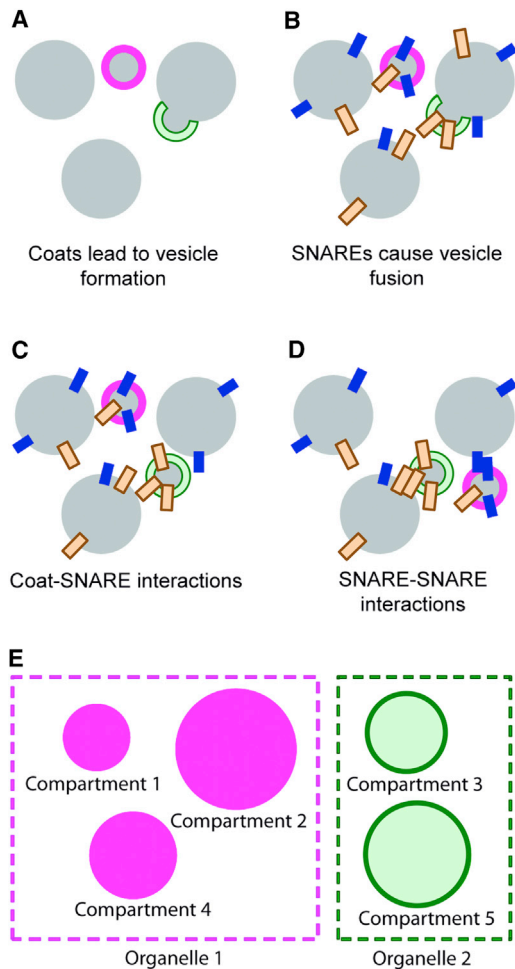 A
B
Coats lead to vesicle
formation
SNAREs cause vesicle
fusion
C
D
Coat-SNARE interactions
SNARE-SNARE
interactions
E
Compartment 1
Compartment 2
Compartment 3
Compartment 4
Compartment 5
Organelle 1
Organelle 2